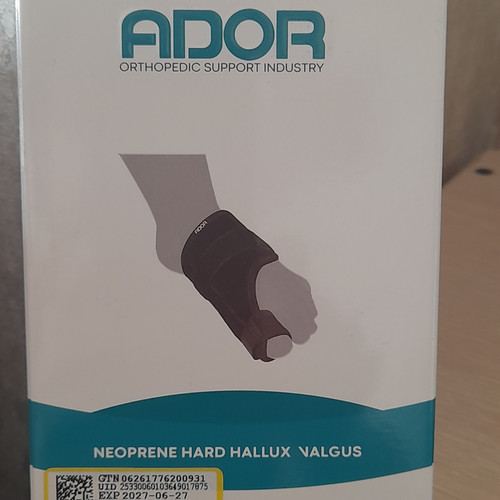 ADOR
ORTHOPEDIC SUPPORT INDUSTRY
ADOR
NEOPRENE HARD HALLUX VALGUS
GTN 06261776200931
UID 25330060103649017875
EXP 2027-06-27